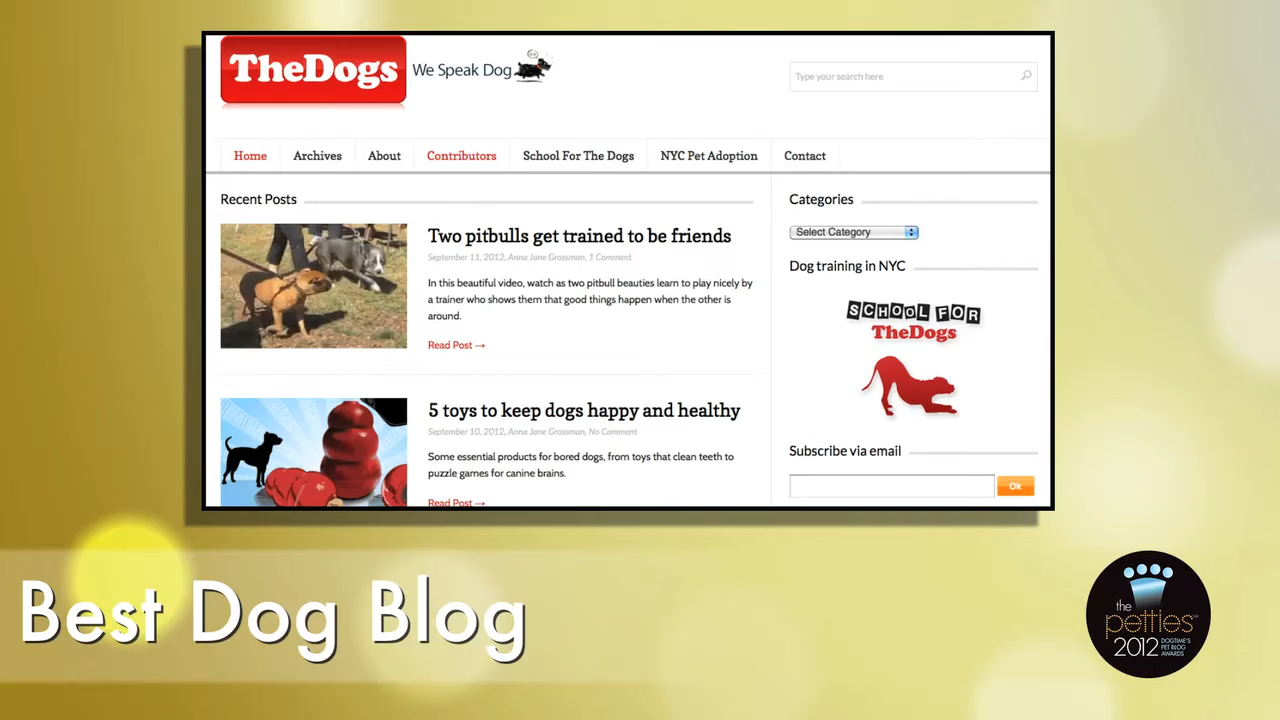 TheDogs
We Speak Dog
Type your search here
Home
Archives
About
Contributors
School For The Dogs
NYC Pet Adoption
Contact
Recent Posts
Two pitbulls get trained to be friends
September 11, 2012, Anna Jane Grossman, 1 Comment
In this beautiful video, watch as two pitbull beauties learn to play nicely by
a trainer who shows them that good things happen when the other is
around.
Read Post →
5 toys to keep dogs happy and healthy
September 10, 2012, Anna Jane Grossman, No Comment
Some essential products for bored dogs, from toys that clean teeth to
puzzle games for canine brains.
Read Post →
Categories
Select Category
Dog training in NYC
SCHOOL FOR
TheDogs
Subscribe via email
Ok
Best Dog Blog
the
petties
2012
DOGTIME'S
PET BLOG
AWARDS